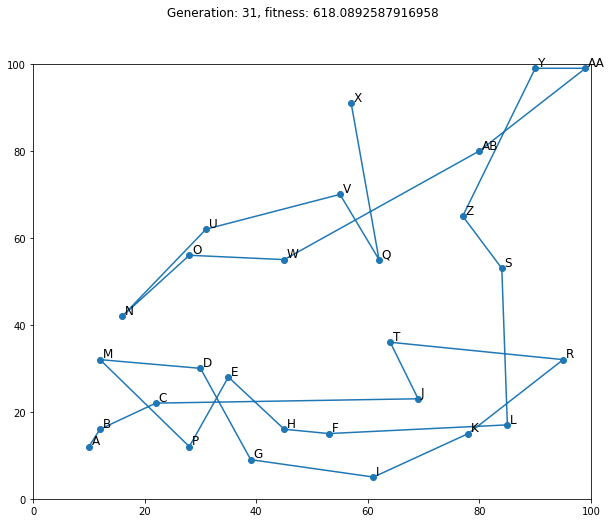 Generation: 31, fitness: 618.0892587916958
100
Y
AA
X
80
AB
V
Z
U
60
O
W
Q
S
N
40
T
M
R
D
E
J
C
20
B
H
F
L
K
A
P
G
I
0
0
20
40
60
80
100